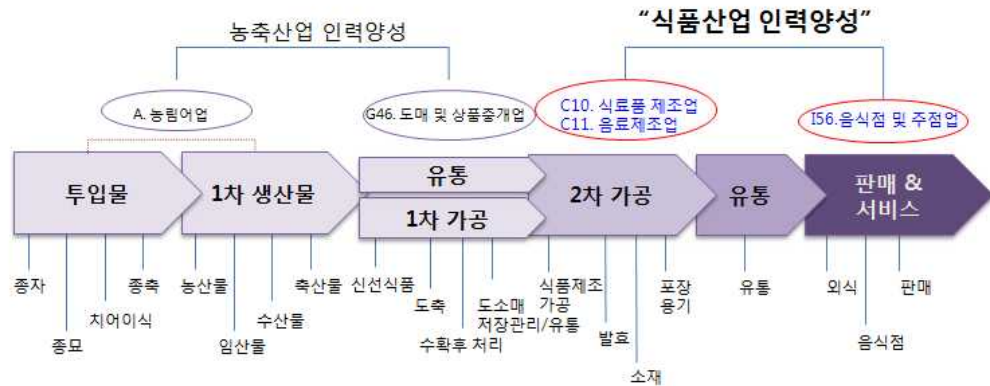 농축산업 인력양성
“식품산업 인력양성”
A. 농림어업
G46. 도매 및 상품중개업
C10. 식료품 제조업
C11. 음료제조업
I56.음식점 및 주점업
투입물
1차 생산물
유통
1차 가공
2차 가공
유통
판매 &
서비스
종자
종묘
치어이식
종축
농산물
임산물
수산물
축산물
신선식품
도축
수확후 처리
도소매
저장관리/유통
식품제조
가공
발효
소재
포장
용기
유통
외식
음식점
판매